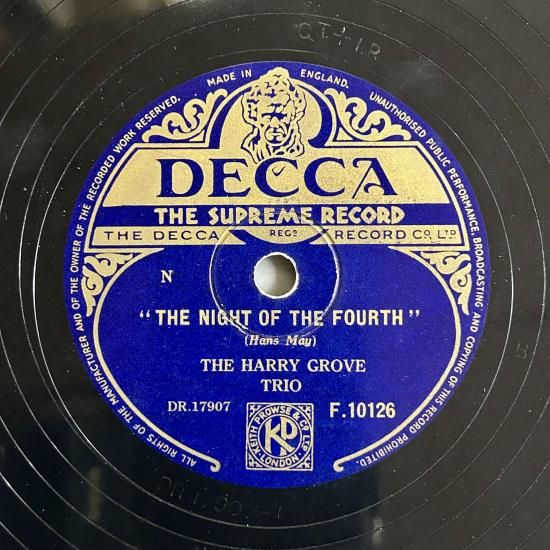 ALL RIGHTS OF THE MANUFACTURER AND OF THE OWNER OF THE RECORDED WORK RESERVED.
MADE IN ENGLAND.
UNAUTHORISED PUBLIC PERFORMANCE, BROADCASTING AND COPYING OF THIS RECORD PROHIBITED.
DECCA
THE SUPREME RECORD
THE DECCA REGD RECORD CO. LTD
N
"THE NIGHT OF THE FOURTH"
(Hans May)
THE HARRY GROVE
TRIO
DR.17907
F.10126
KEITH PROWSE & CO LTD
KP
LONDON